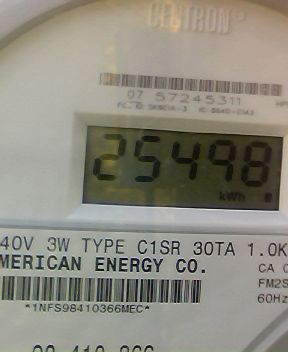 CENTRON®
07 57245311
25498
kWh
40V 3W TYPE C1SR 30TA 1.0K
MERICAN ENERGY CO.
CA 0
FM2S
60Hz
*1NFS98410366MEC*